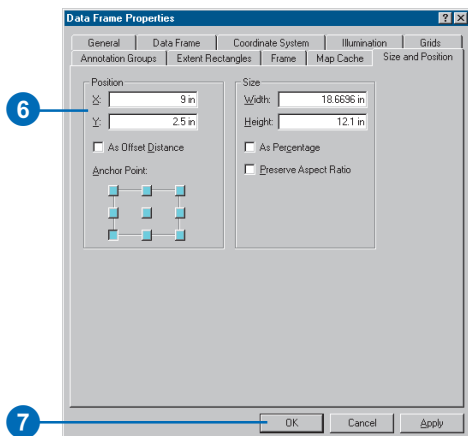 Data Frame Properties
General Data Frame Coordinate System Illumination Grids
Annotation Groups Extent Rectangles Frame Map Cache Size and Position
Position
X: 9 in
Y: 2.5 in
As Offset Distance
Anchor Point:
Size
Width: 18.6696 in
Height: 12.1 in
As Percentage
Preserve Aspect Ratio
6
7
OK Cancel Apply